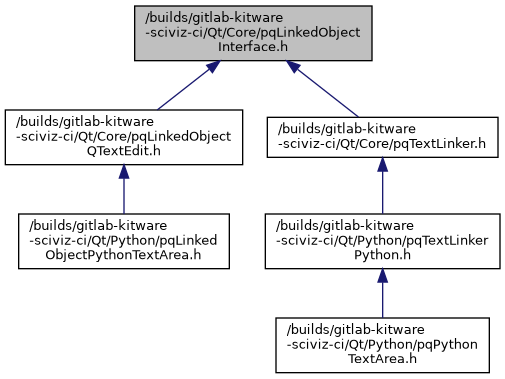 /builds/gitlab-kitware
-sciviz-ci/Qt/Core/pqLinkedObject
Interface.h
/builds/gitlab-kitware
-sciviz-ci/Qt/Core/pqLinkedObject
QTextEdit.h
/builds/gitlab-kitware
-sciviz-ci/Qt/Core/pqTextLinker.h
/builds/gitlab-kitware
-sciviz-ci/Qt/Python/pqLinked
ObjectPythonTextArea.h
/builds/gitlab-kitware
-sciviz-ci/Qt/Python/pqTextLinker
Python.h
/builds/gitlab-kitware
-sciviz-ci/Qt/Python/pqPython
TextArea.h